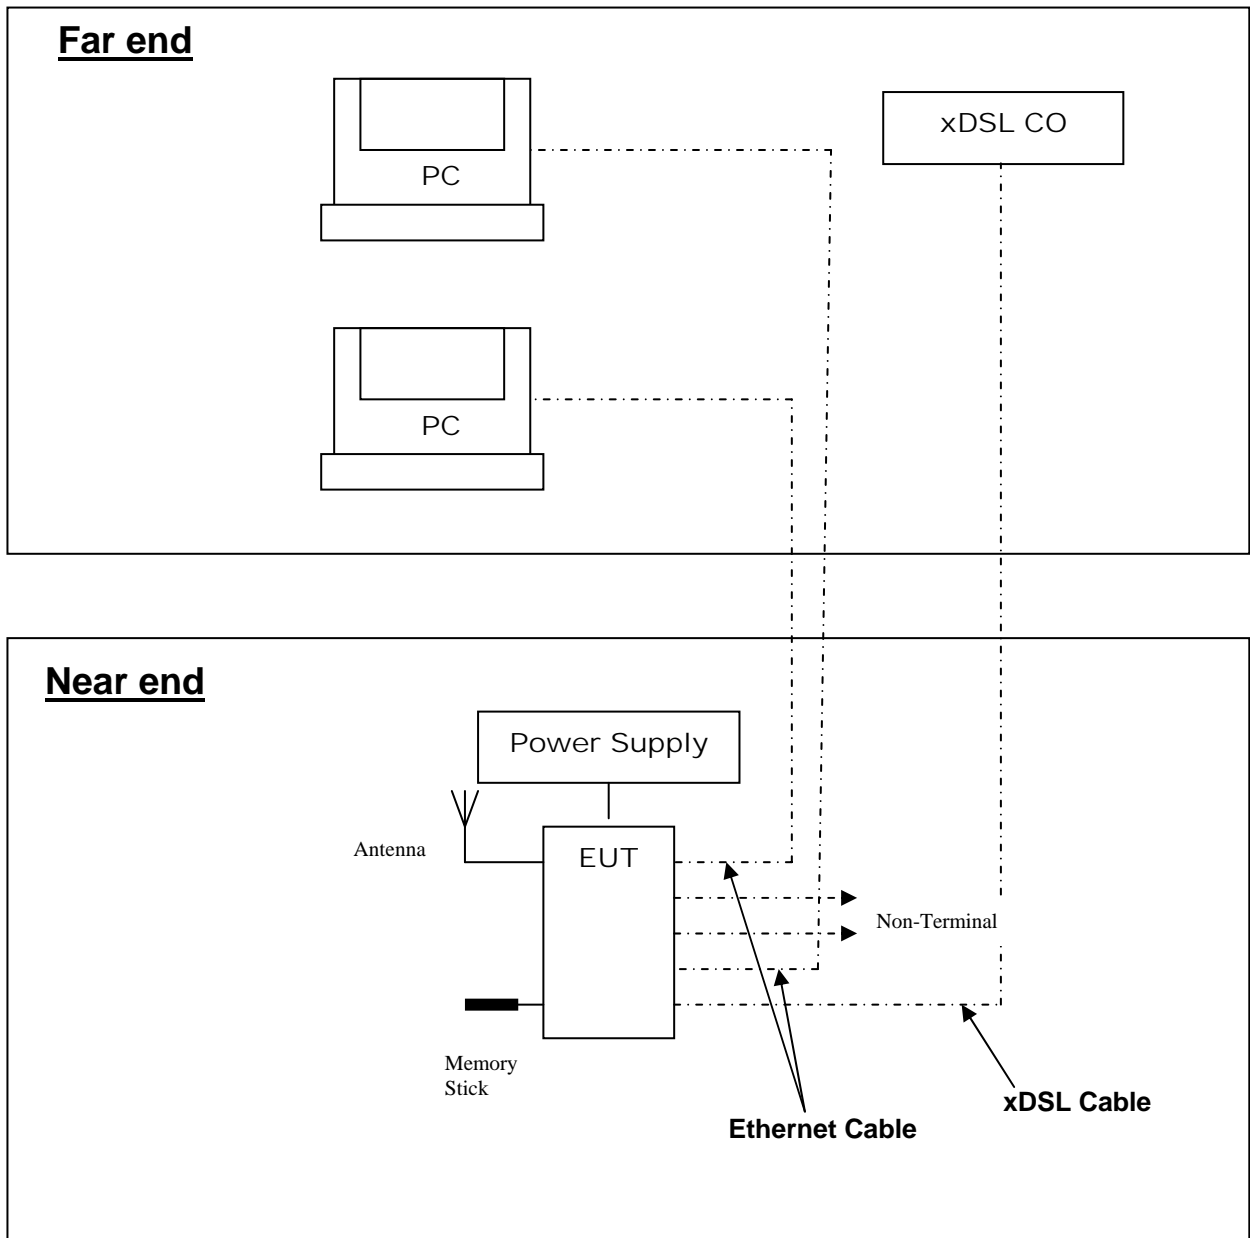 Far end
PC
xDSL CO
PC
Near end
Power Supply
Antenna
EUT
Non-Terminal
Memory
Stick
xDSL Cable
Ethernet Cable